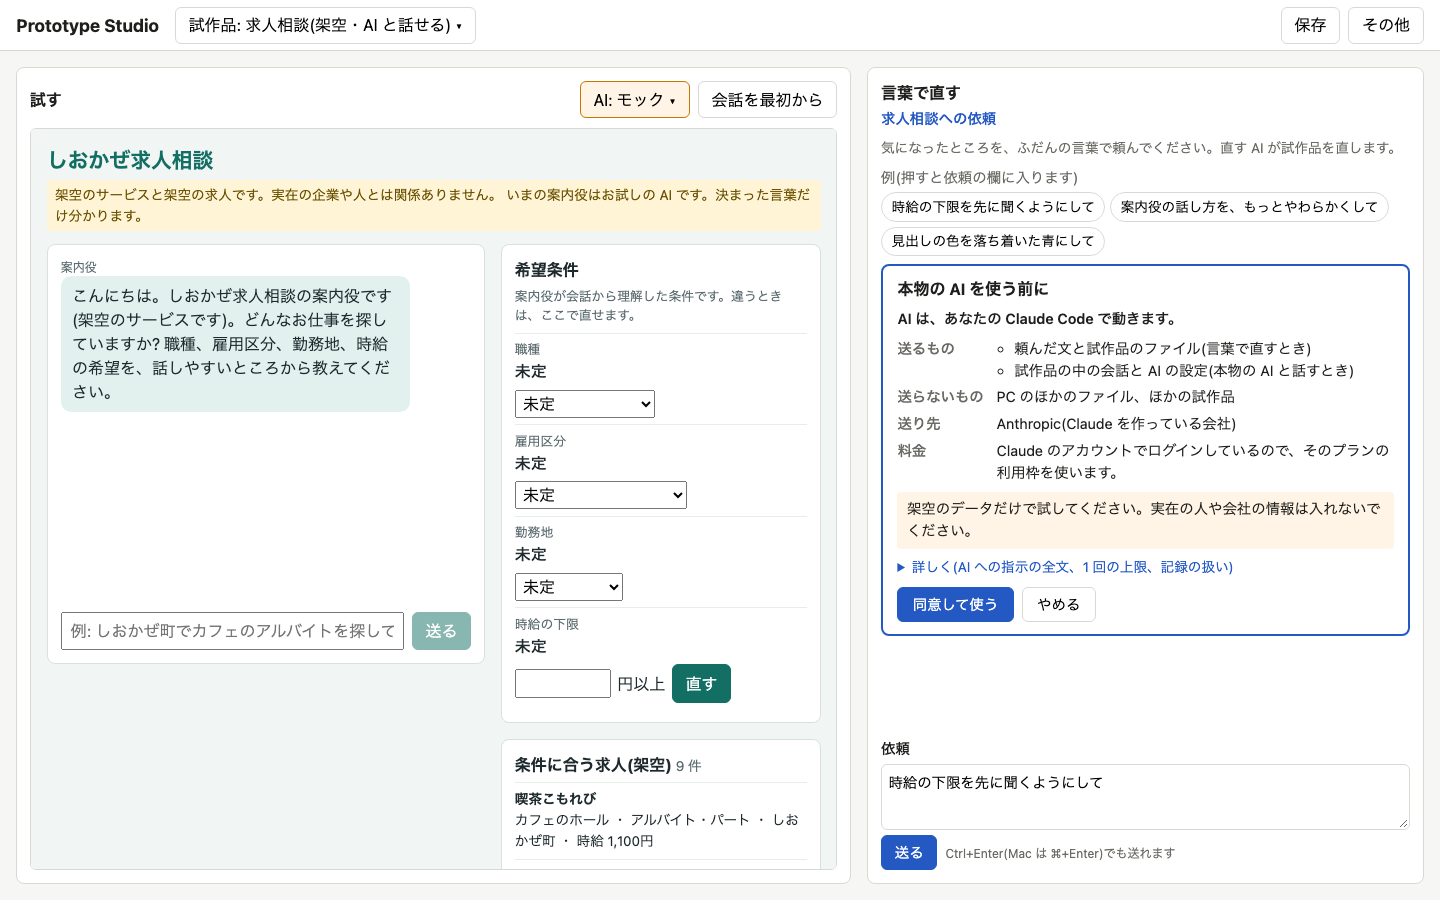 Prototype Studio
試作品: 求人相談(架空・AI と話せる) ▾
保存
その他
試す
AI: モック ▾
会話を最初から
しおかぜ求人相談
架空のサービスと架空の求人です。実在の企業や人とは関係ありません。 いまの案内役はお試しの AI です。決まった言葉だ
け分かります。
案内役
こんにちは。しおかぜ求人相談の案内役です
(架空のサービスです)。どんなお仕事を探し
ていますか? 職種、雇用区分、勤務地、時給
の希望を、話しやすいところから教えてくだ
さい。
例: しおかぜ町でカフェのアルバイトを探して
送る
希望条件
案内役が会話から理解した条件です。違うとき
は、ここで直せます。
職種
未定
未定
雇用区分
未定
未定
勤務地
未定
未定
時給の下限
未定
円以上
直す
条件に合う求人(架空) 9 件
喫茶こもれび
カフェのホール ・ アルバイト・パート ・ しお
かぜ町 ・ 時給 1,100円
言葉で直す
求人相談への依頼
気になったところを、ふだんの言葉で頼んでください。直す AI が試作品を直します。
例(押すと依頼の欄に入ります)
時給の下限を先に聞くようにして
案内役の話し方を、もっとやわらかくして
見出しの色を落ち着いた青にして
本物の AI を使う前に
AI は、あなたの Claude Code で動きます。
送るもの
頼んだ文と試作品のファイル(言葉で直すとき)
試作品の中の会話と AI の設定(本物の AI と話すとき)
送らないもの
PC のほかのファイル、ほかの試作品
送り先
Anthropic(Claude を作っている会社)
料金
Claude のアカウントでログインしているので、そのプランの
利用枠を使います。
架空のデータだけで試してください。実在の人や会社の情報は入れないで
ください。
▶ 詳しく(AI への指示の全文、1 回の上限、記録の扱い)
同意して使う
やめる
依頼
時給の下限を先に聞くようにして
送る
Ctrl+Enter(Mac は ⌘+Enter)でも送れます